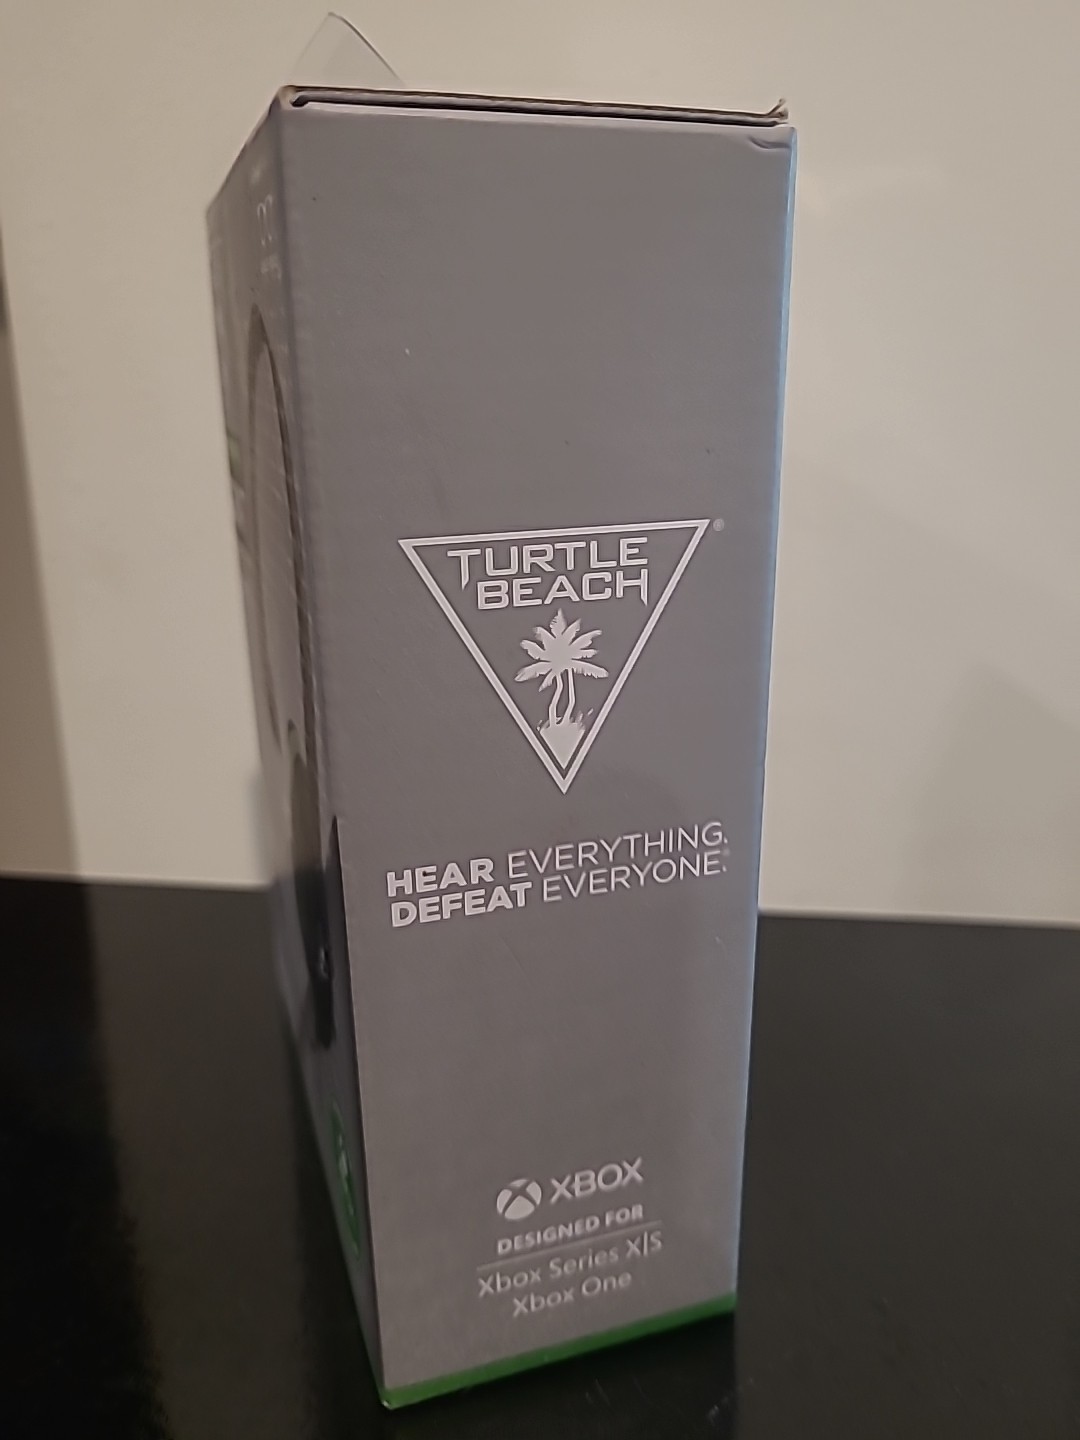 TURTLE
BEACH®
HEAR EVERYTHING.
DEFEAT EVERYONE.®
XBOX
DESIGNED FOR
Xbox Series X|S
Xbox One